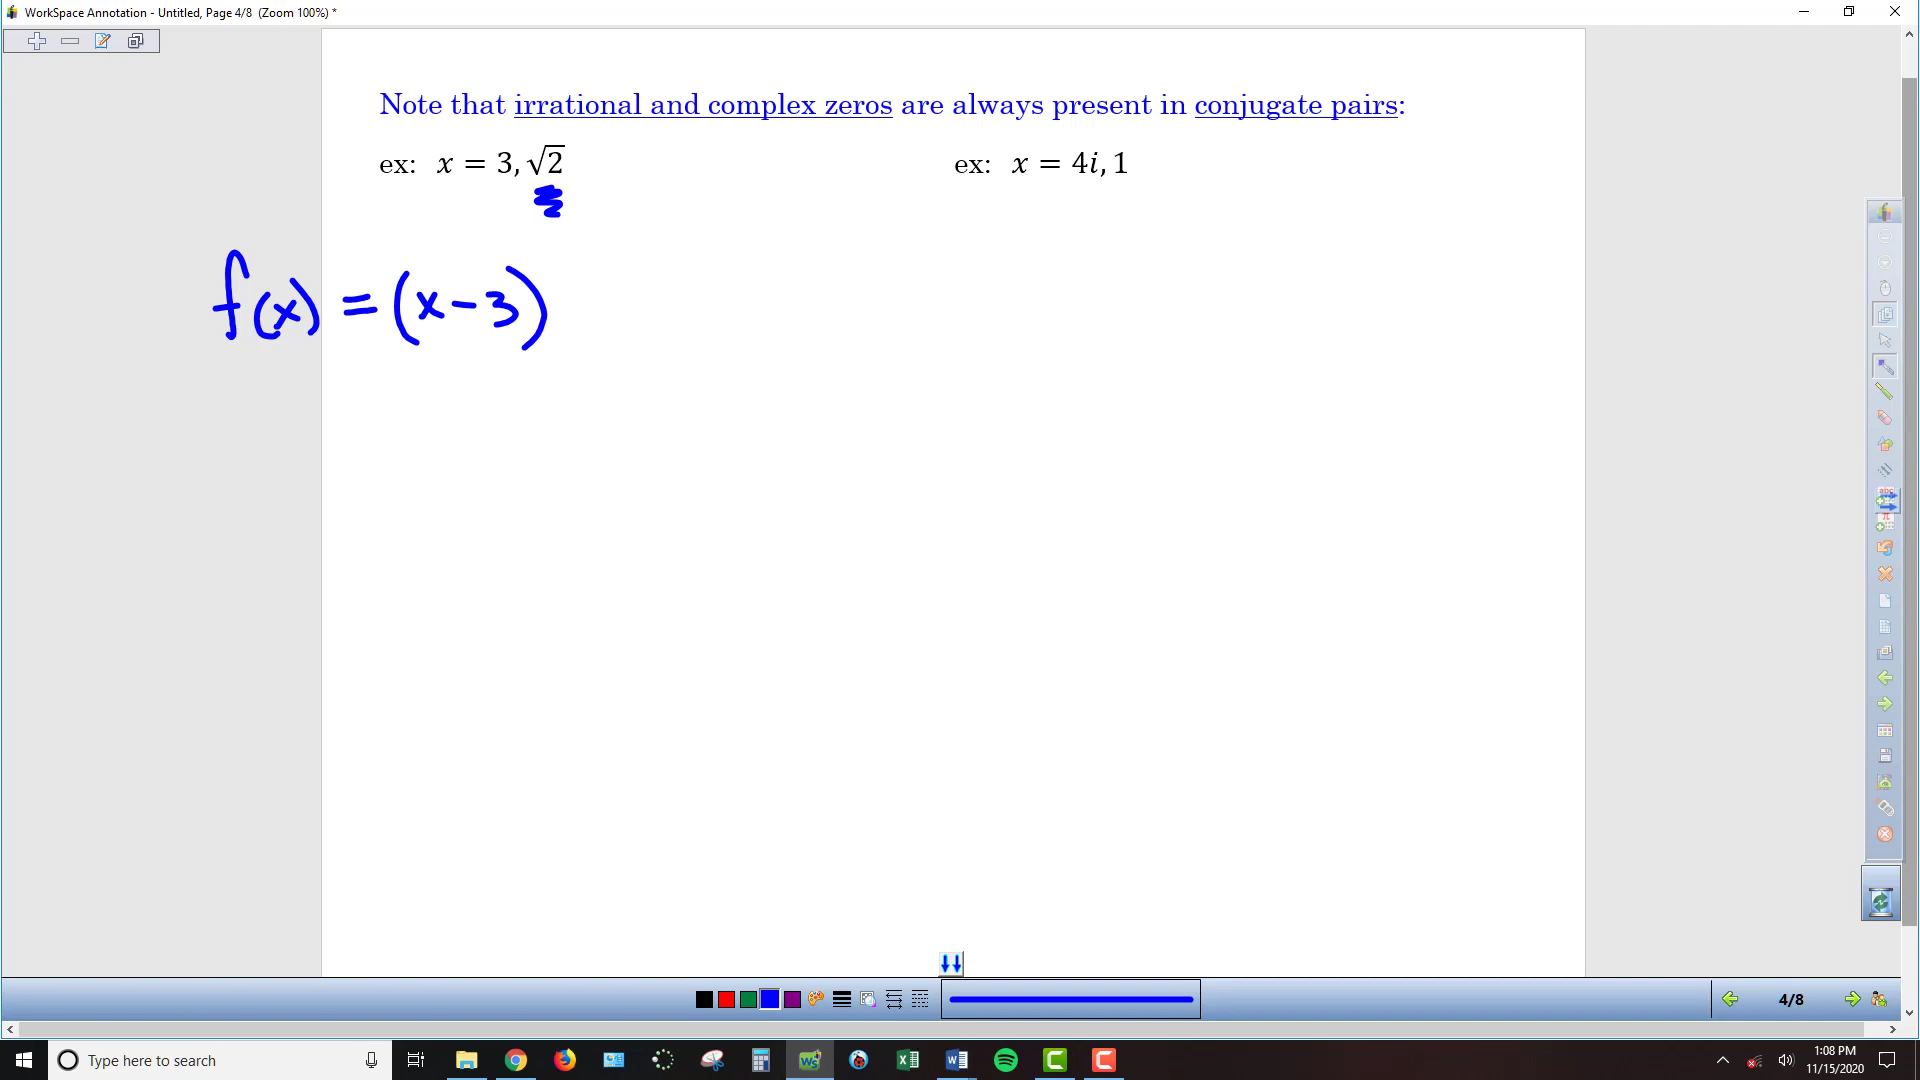 WorkSpace Annotation - Untitled, Page 4/8 (Zoom 100%) *
Note that irrational and complex zeros are always present in conjugate pairs:
ex: x = 3, √2
ex: x = 4i, 1
f(x) = (x - 3)
4/8
Type here to search
1:08 PM
11/15/2020